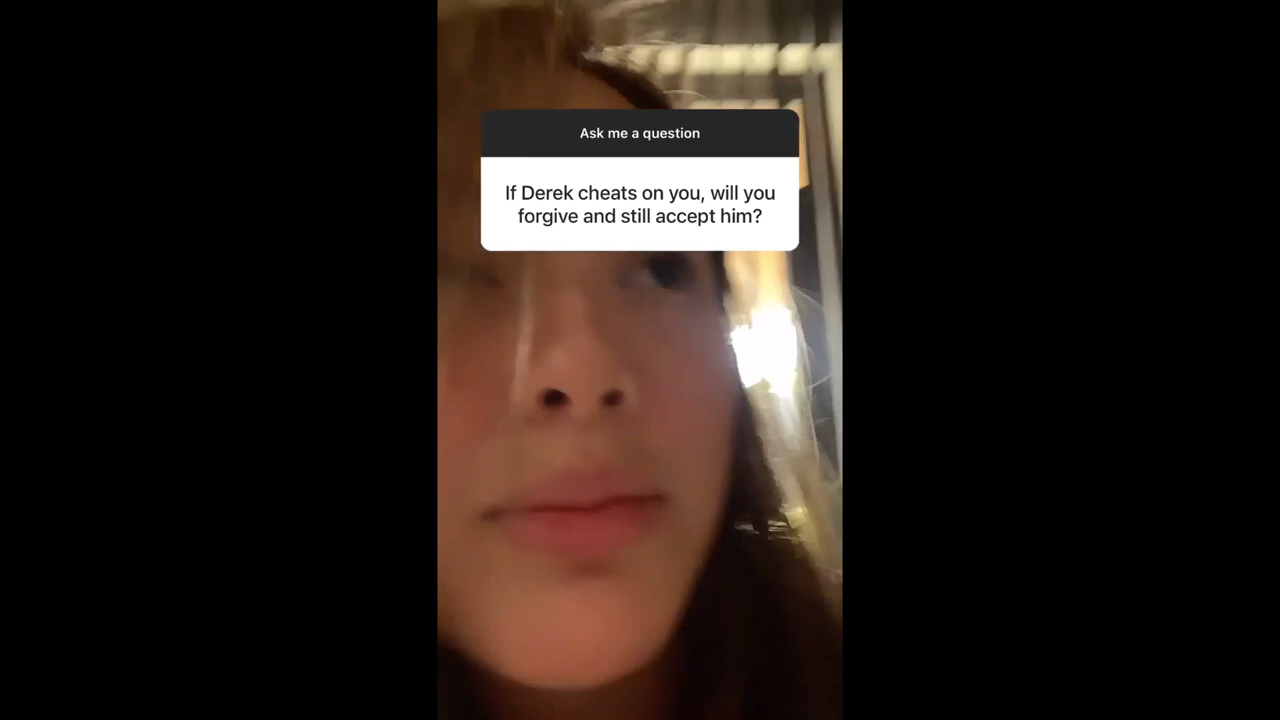 Ask me a question
If Derek cheats on you, will you
forgive and still accept him?